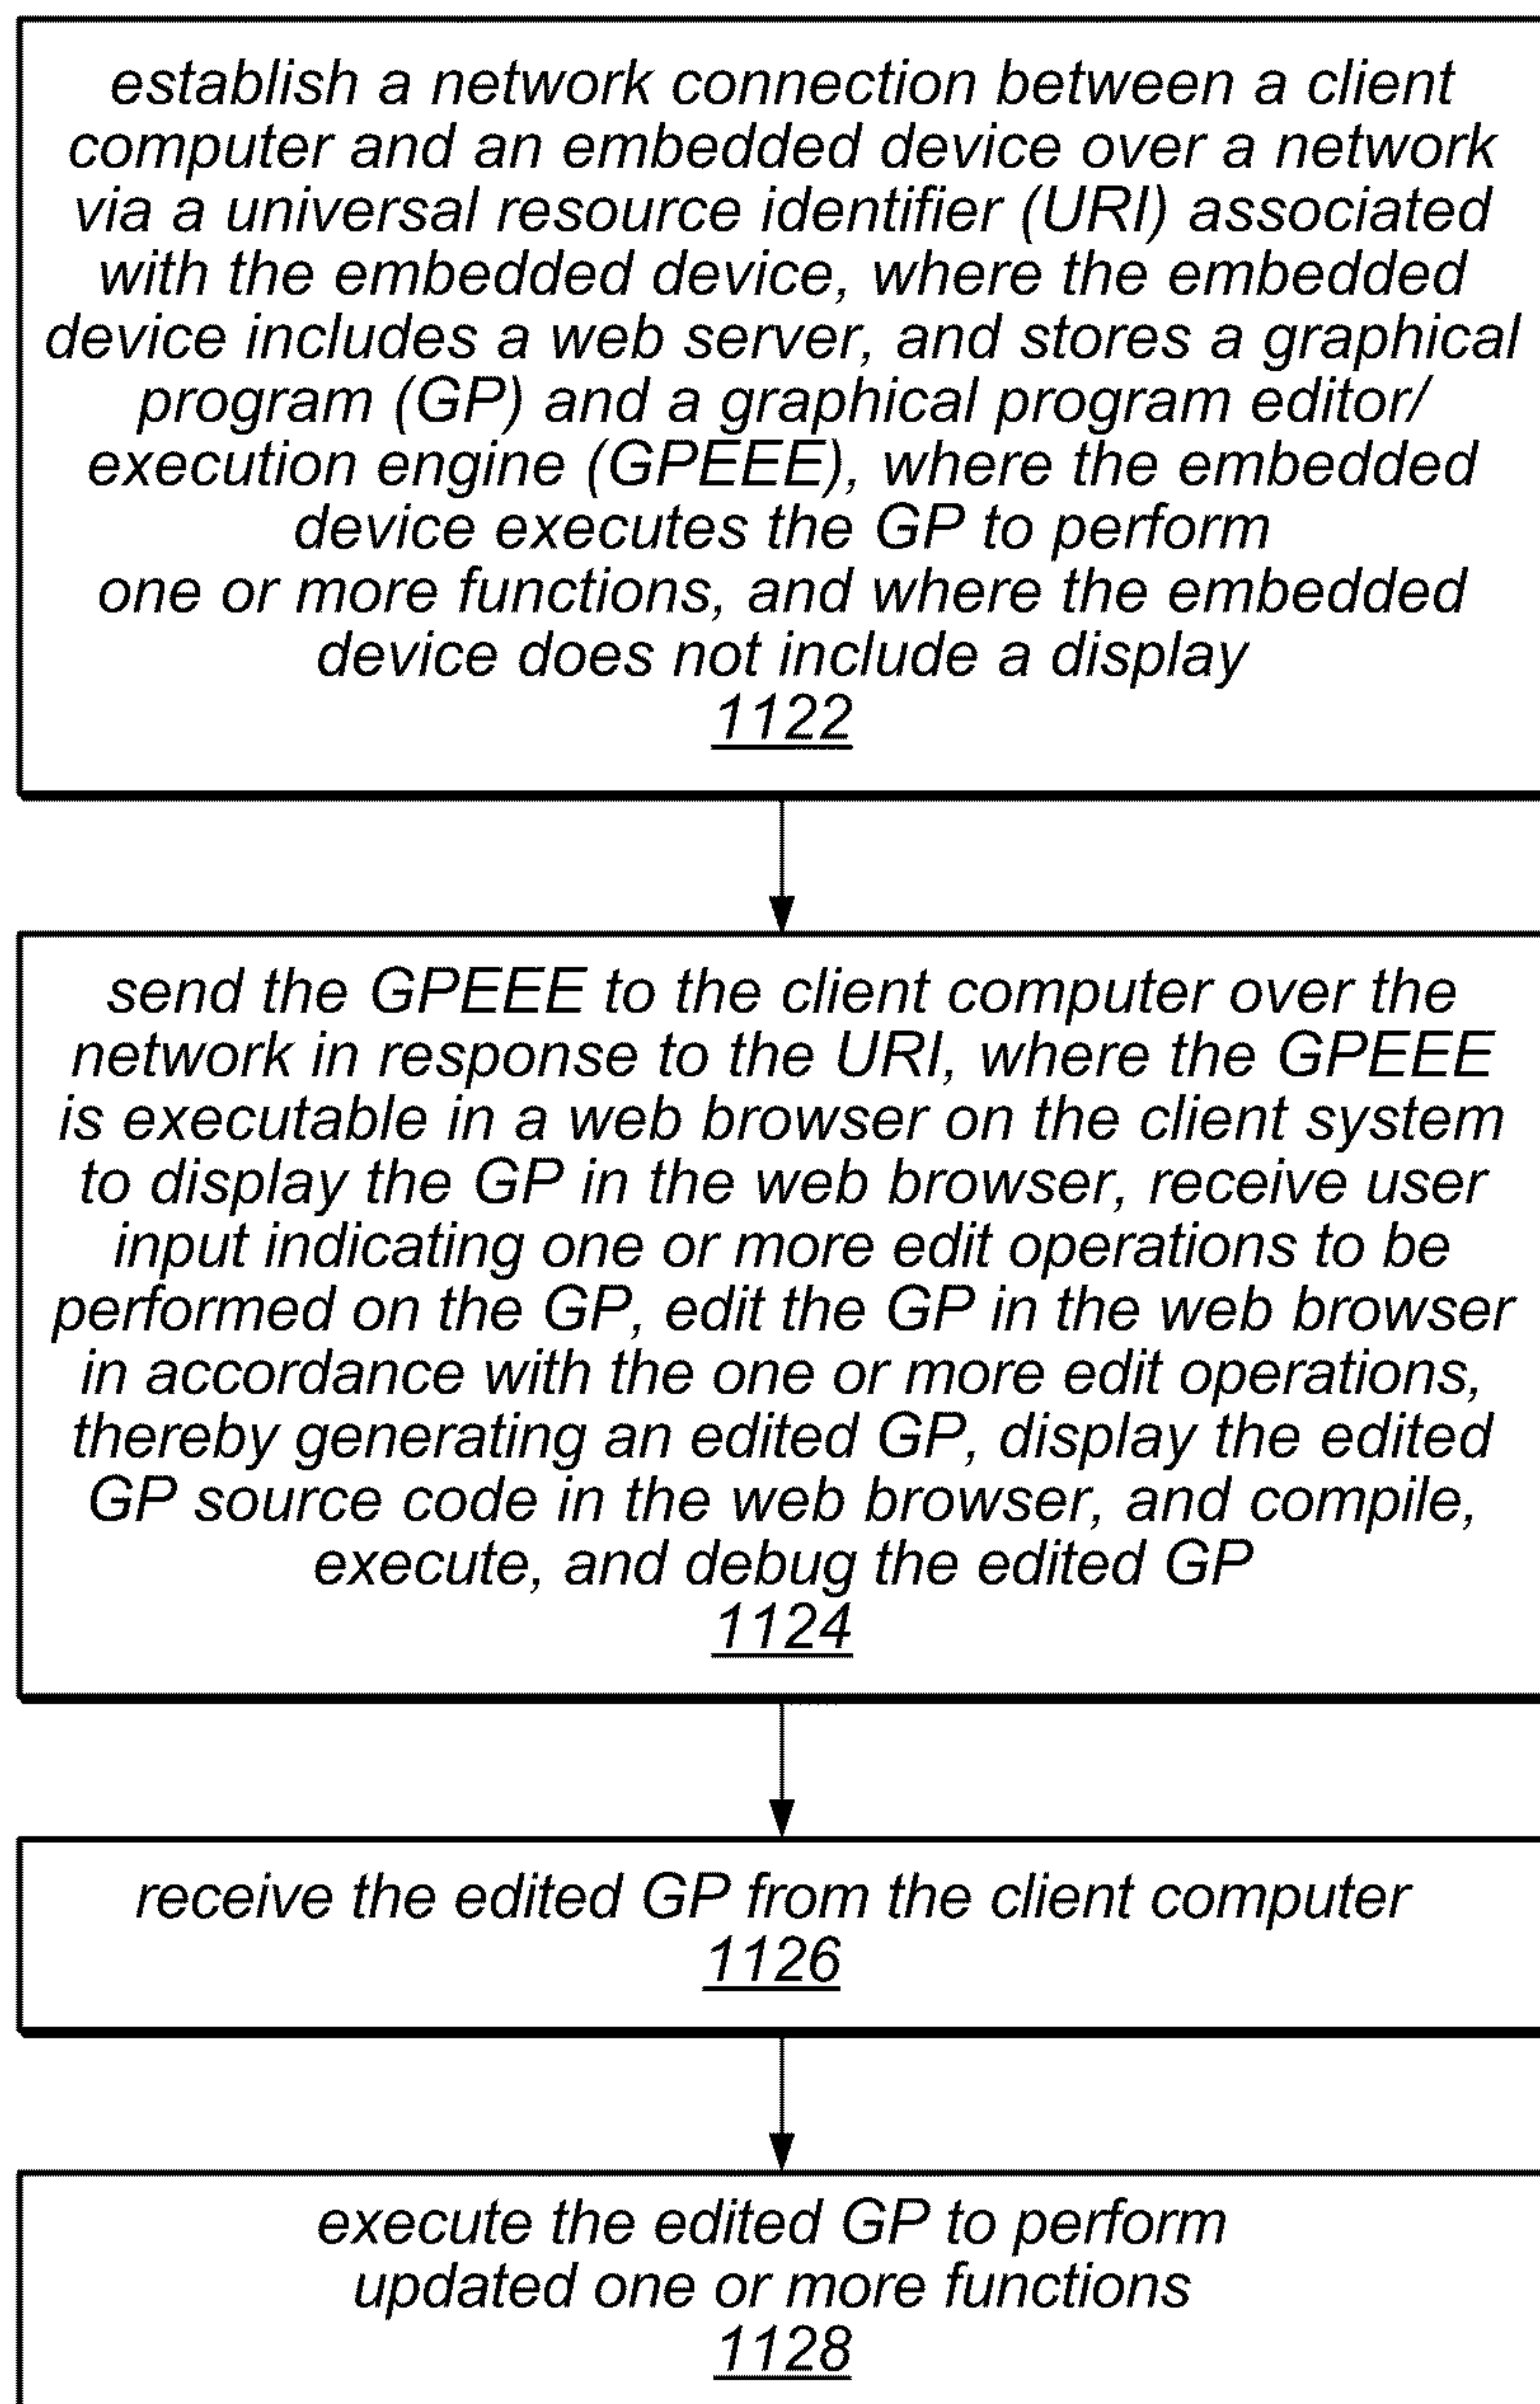 establish a network connection between a client
computer and an embedded device over a network
via a universal resource identifier (URI) associated
with the embedded device, where the embedded
device includes a web server, and stores a graphical
program (GP) and a graphical program editor/
execution engine (GPEEE), where the embedded
device executes the GP to perform
one or more functions, and where the embedded
device does not include a display
1122
send the GPEEE to the client computer over the
network in response to the URI, where the GPEEE
is executable in a web browser on the client system
to display the GP in the web browser, receive user
input indicating one or more edit operations to be
performed on the GP, edit the GP in the web browser
in accordance with the one or more edit operations,
thereby generating an edited GP, display the edited
GP source code in the web browser, and compile,
execute, and debug the edited GP
1124
receive the edited GP from the client computer
1126
execute the edited GP to perform
updated one or more functions
1128